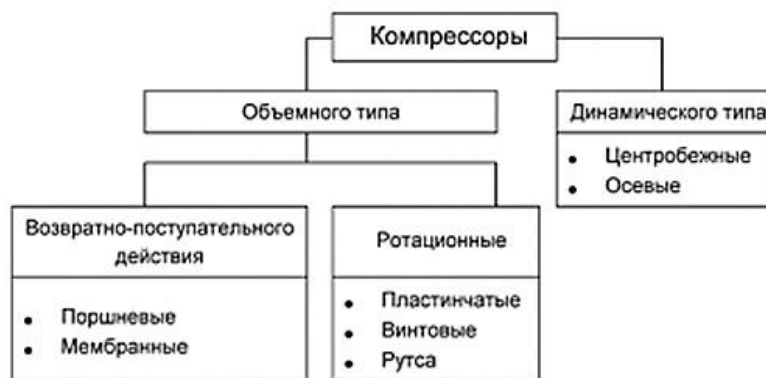 Компрессоры
Объемного типа
Динамического типа
• Центробежные
• Осевые
Возвратно-поступательного
действия
• Поршневые
• Мембранные
Ротационные
• Пластинчатые
• Винтовые
• Рутса